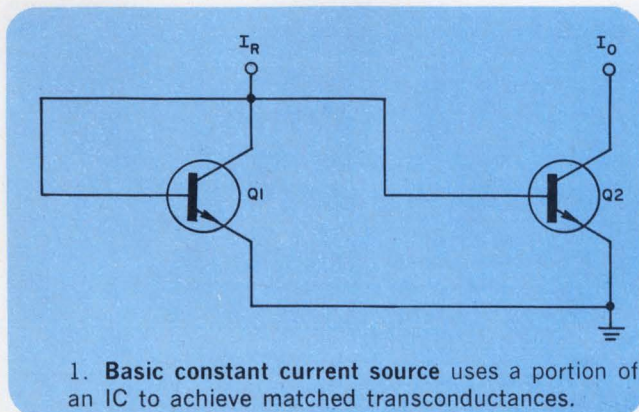 I_R
I_O
Q1
Q2
1. Basic constant current source uses a portion of
an IC to achieve matched transconductances.